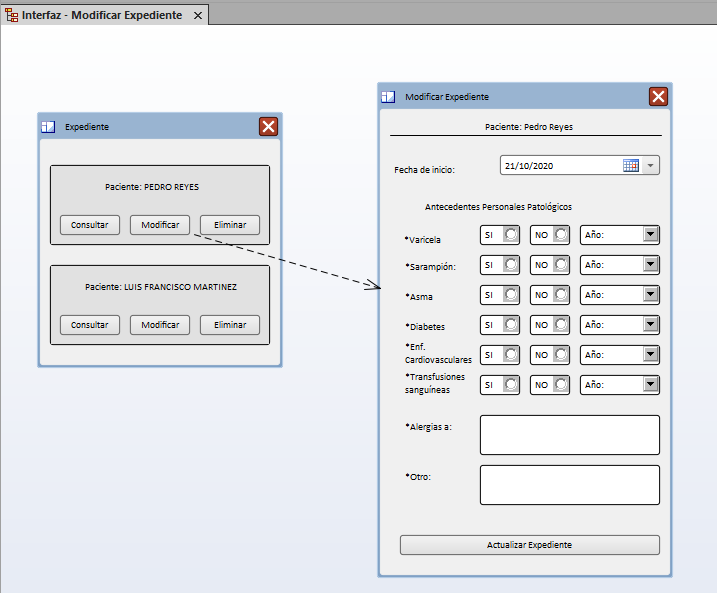 Interfaz - Modificar Expediente
Expediente
Paciente: PEDRO REYES
Consultar Modificar Eliminar
Paciente: LUIS FRANCISCO MARTINEZ
Consultar Modificar Eliminar
Modificar Expediente
Paciente: Pedro Reyes
Fecha de inicio: 21/10/2020
Antecedentes Personales Patológicos
*Varicela SI NO Año:
*Sarampión: SI NO Año:
*Asma SI NO Año:
*Diabetes SI NO Año:
*Enf.
Cardiovasculares SI NO Año:
*Transfusiones
sanguíneas SI NO Año:
*Alergias a:
*Otro:
Actualizar Expediente